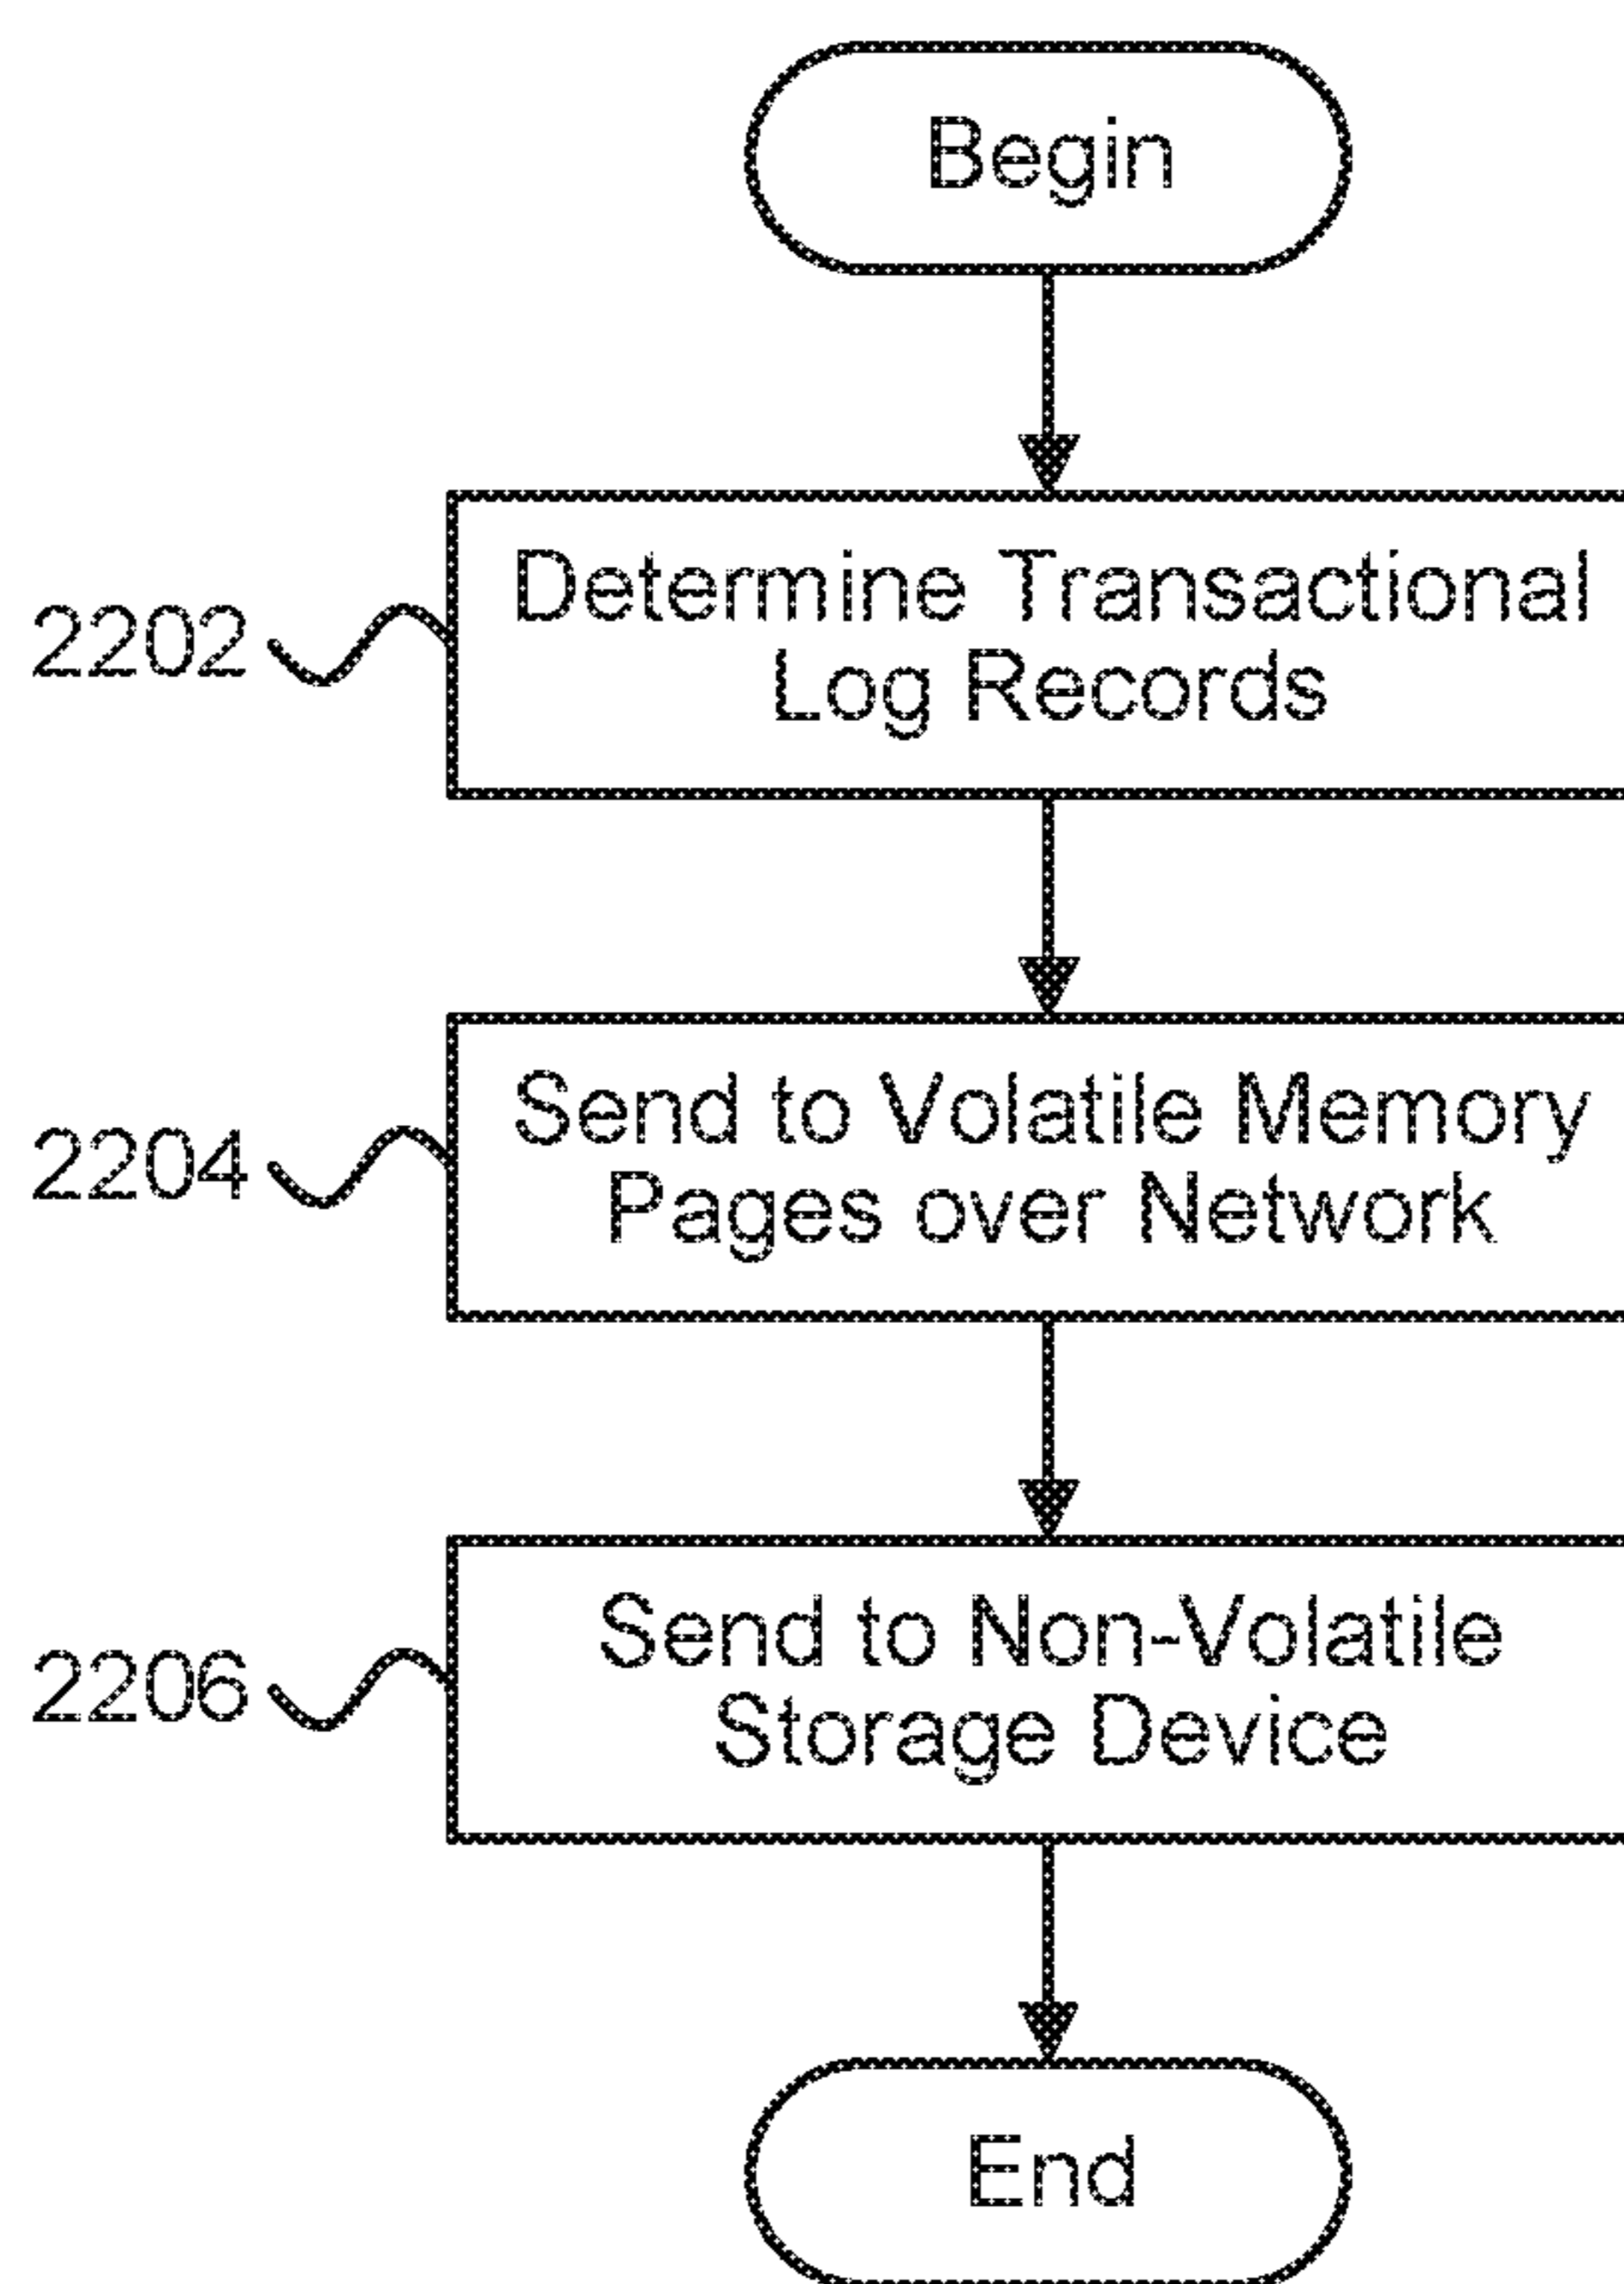 Begin
2202
Determine Transactional
Log Records
2204
Send to Volatile Memory
Pages over Network
2206
Send to Non-Volatile
Storage Device
End